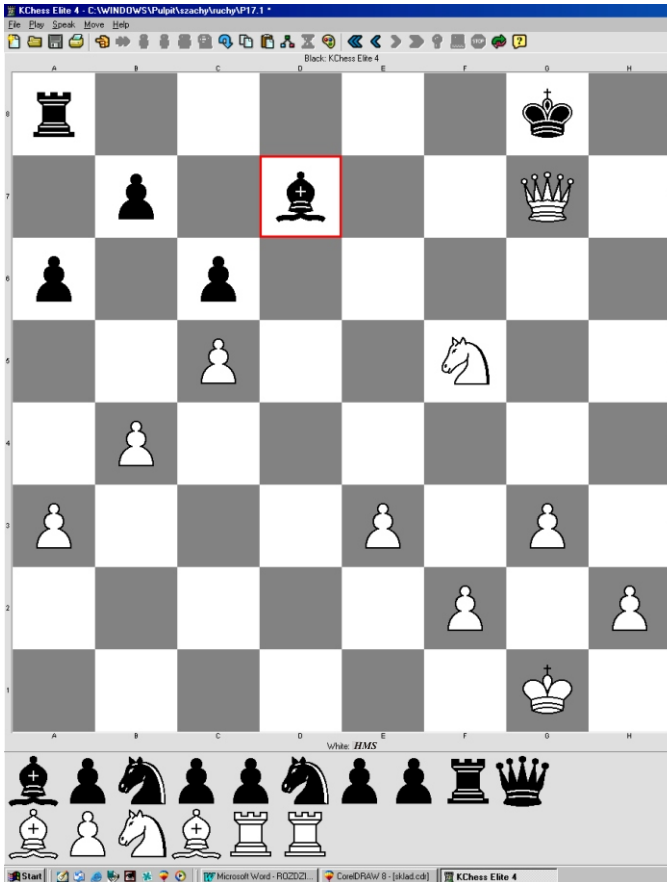 KChess Elite 4 - C:\WINDOWS\Pulpit\szachy\ruchy\P17.1 *
File Play Speak Move Help
STOP
Black: KChess Elite 4
A B C D E F G H
8
7
6
5
4
3
2
1
A B C D E F G H
White: HMS
Start Microsoft Word - ROZDZI... CorelDRAW 8 - [sklad.cdr] KChess Elite 4